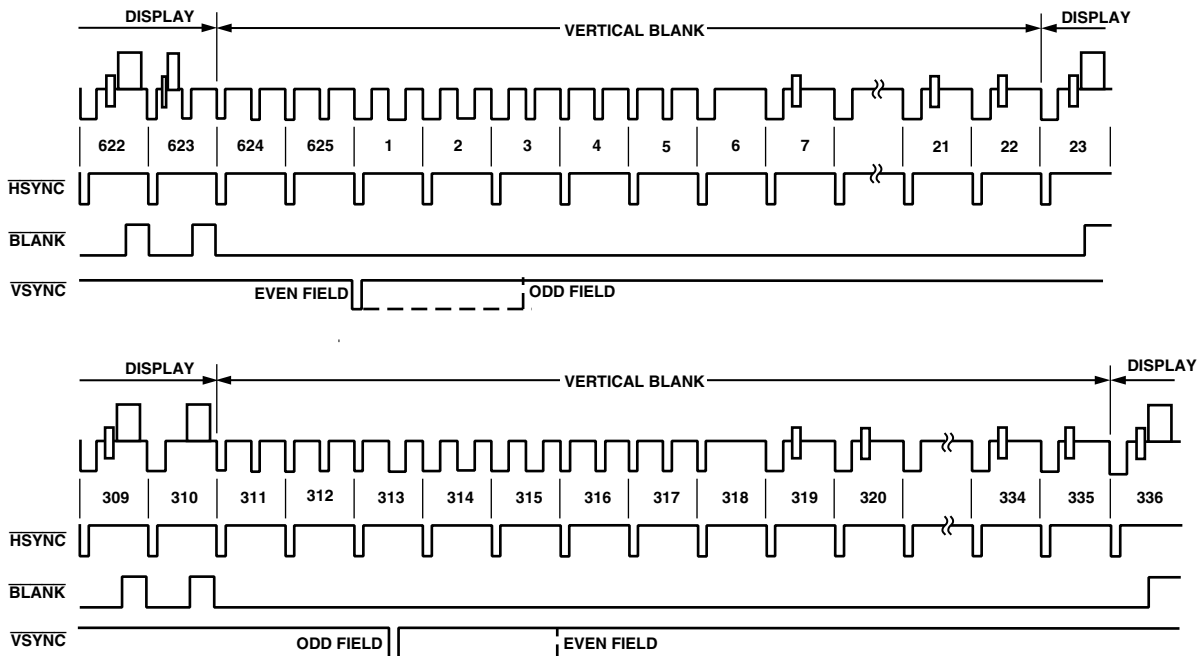 DISPLAY VERTICAL BLANK DISPLAY
622 623 624 625 1 2 3 4 5 6 7 21 22 23
HSYNC
BLANK
VSYNC EVEN FIELD ODD FIELD
DISPLAY VERTICAL BLANK DISPLAY
309 310 311 312 313 314 315 316 317 318 319 320 334 335 336
HSYNC
BLANK
VSYNC ODD FIELD EVEN FIELD